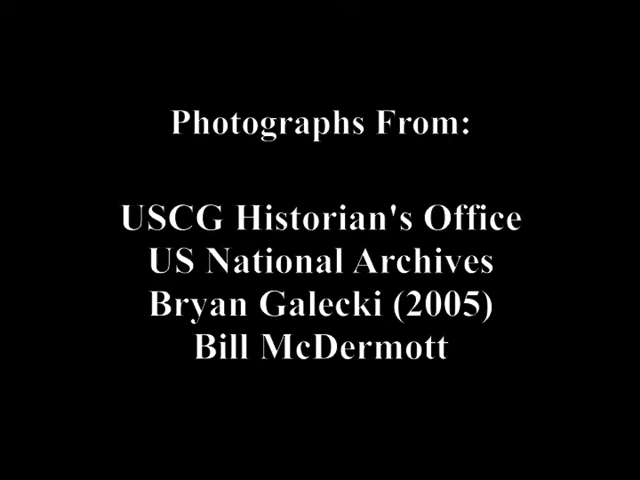 Photographs From:
USCG Historian's Office
US National Archives
Bryan Galecki (2005)
Bill McDermott